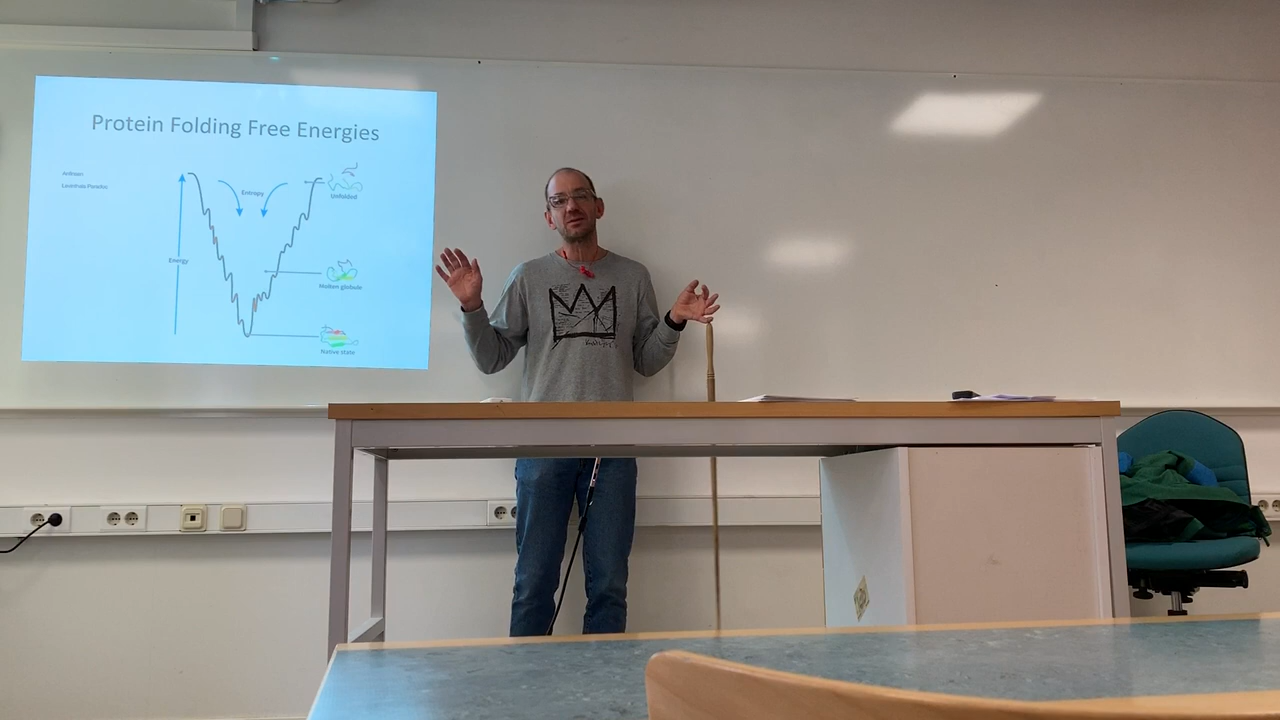 Protein Folding Free Energies
Anfinsen
Levinthals Paradox
Entropy
Unfolded
Energy
Molten globule
Native state